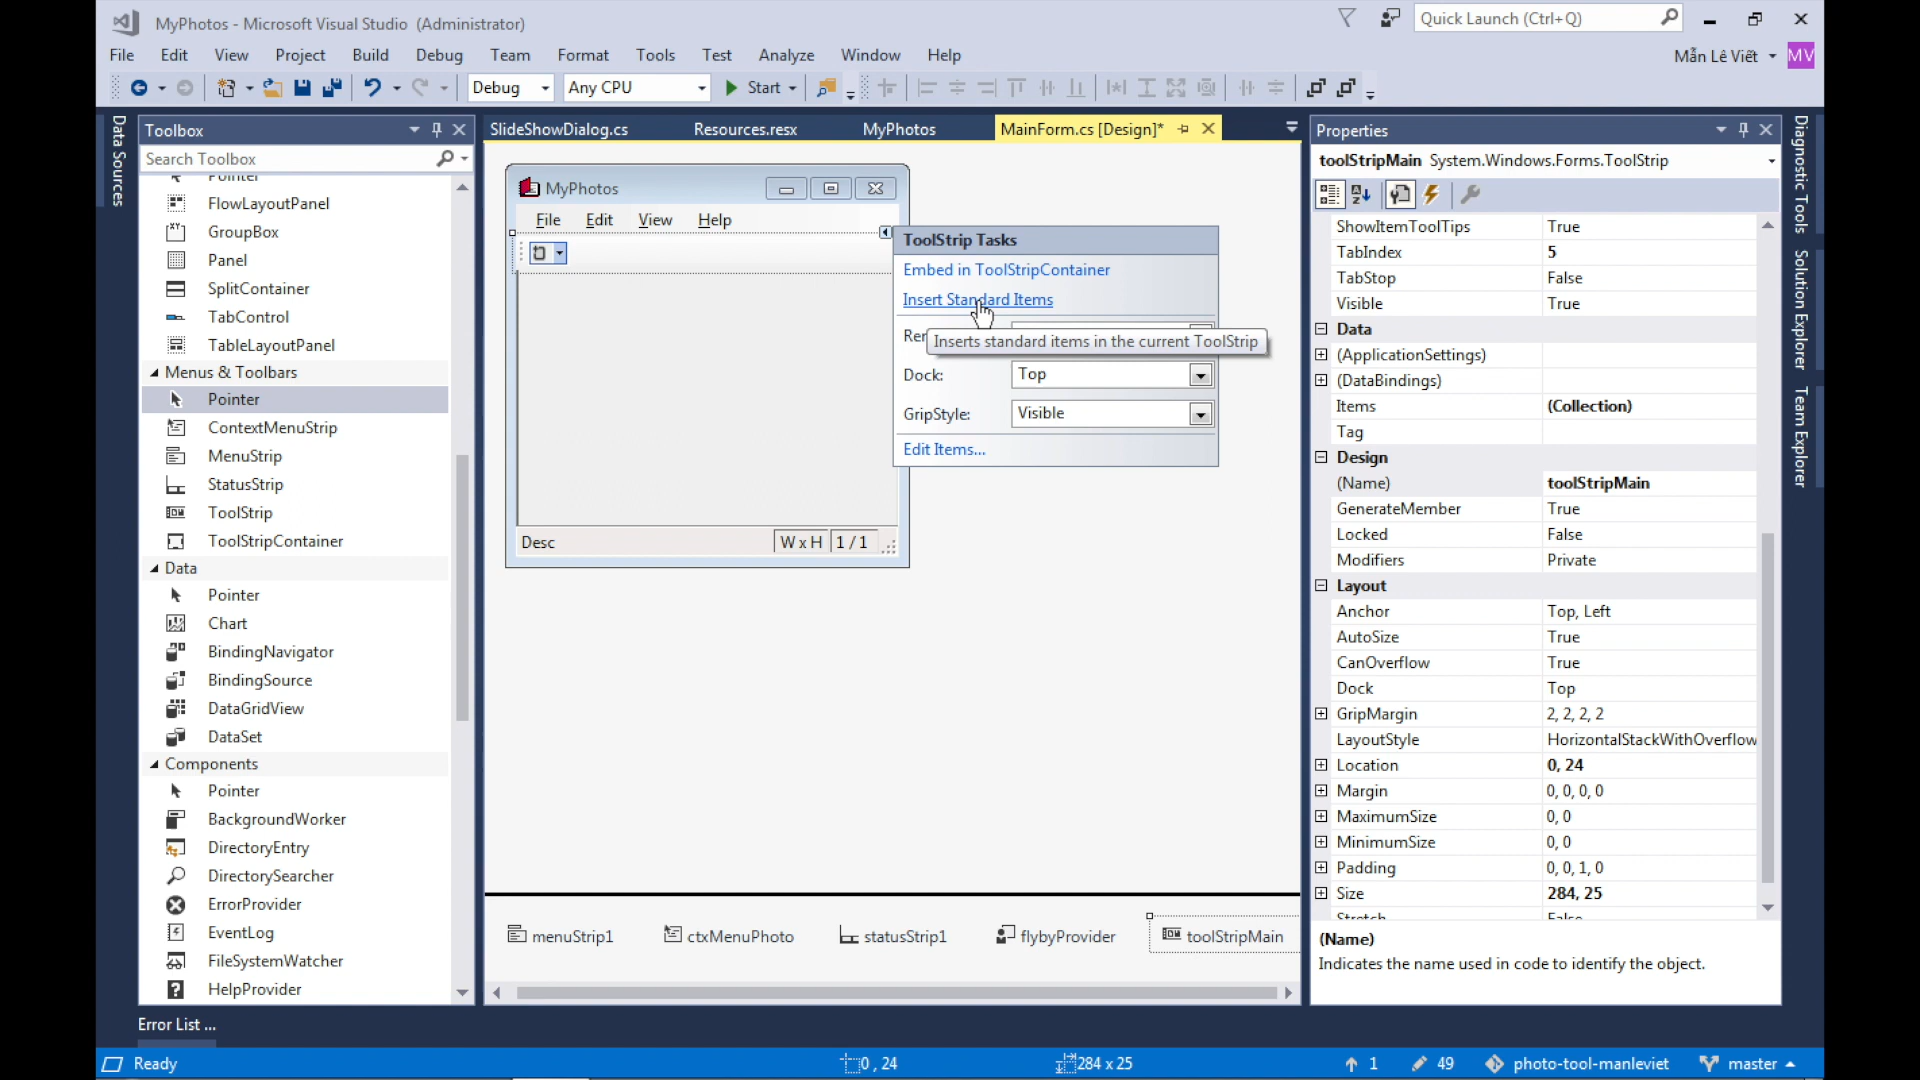 MyPhotos - Microsoft Visual Studio (Administrator)
Quick Launch (Ctrl+Q)
File Edit View Project Build Debug Team Format Tools Test Analyze Window Help
Mẫn Lê Viết MV
Debug Any CPU Start
Data Sources
Toolbox
Search Toolbox
Pointer
FlowLayoutPanel
GroupBox
Panel
SplitContainer
TabControl
TableLayoutPanel
Menus & Toolbars
Pointer
ContextMenuStrip
MenuStrip
StatusStrip
ToolStrip
ToolStripContainer
Data
Pointer
Chart
BindingNavigator
BindingSource
DataGridView
DataSet
Components
Pointer
BackgroundWorker
DirectoryEntry
DirectorySearcher
ErrorProvider
EventLog
FileSystemWatcher
HelpProvider
SlideShowDialog.cs Resources.resx MyPhotos MainForm.cs [Design]*
MyPhotos
File Edit View Help
Desc W x H 1 / 1
ToolStrip Tasks
Embed in ToolStripContainer
Insert Standard Items
Inserts standard items in the current ToolStrip
Dock: Top
GripStyle: Visible
Edit Items...
menuStrip1 ctxMenuPhoto statusStrip1 flybyProvider toolStripMain
Properties
toolStripMain System.Windows.Forms.ToolStrip
ShowItemToolTips True
TabIndex 5
TabStop False
Visible True
Data
(ApplicationSettings)
(DataBindings)
Items (Collection)
Tag
Design
(Name) toolStripMain
GenerateMember True
Locked False
Modifiers Private
Layout
Anchor Top, Left
AutoSize True
CanOverflow True
Dock Top
GripMargin 2, 2, 2, 2
LayoutStyle HorizontalStackWithOverflow
Location 0, 24
Margin 0, 0, 0, 0
MaximumSize 0, 0
MinimumSize 0, 0
Padding 0, 0, 1, 0
Size 284, 25
Stretch False
(Name)
Indicates the name used in code to identify the object.
Diagnostic Tools
Solution Explorer
Team Explorer
Error List ...
Ready 0 , 24 284 x 25 1 49 photo-tool-manleviet master